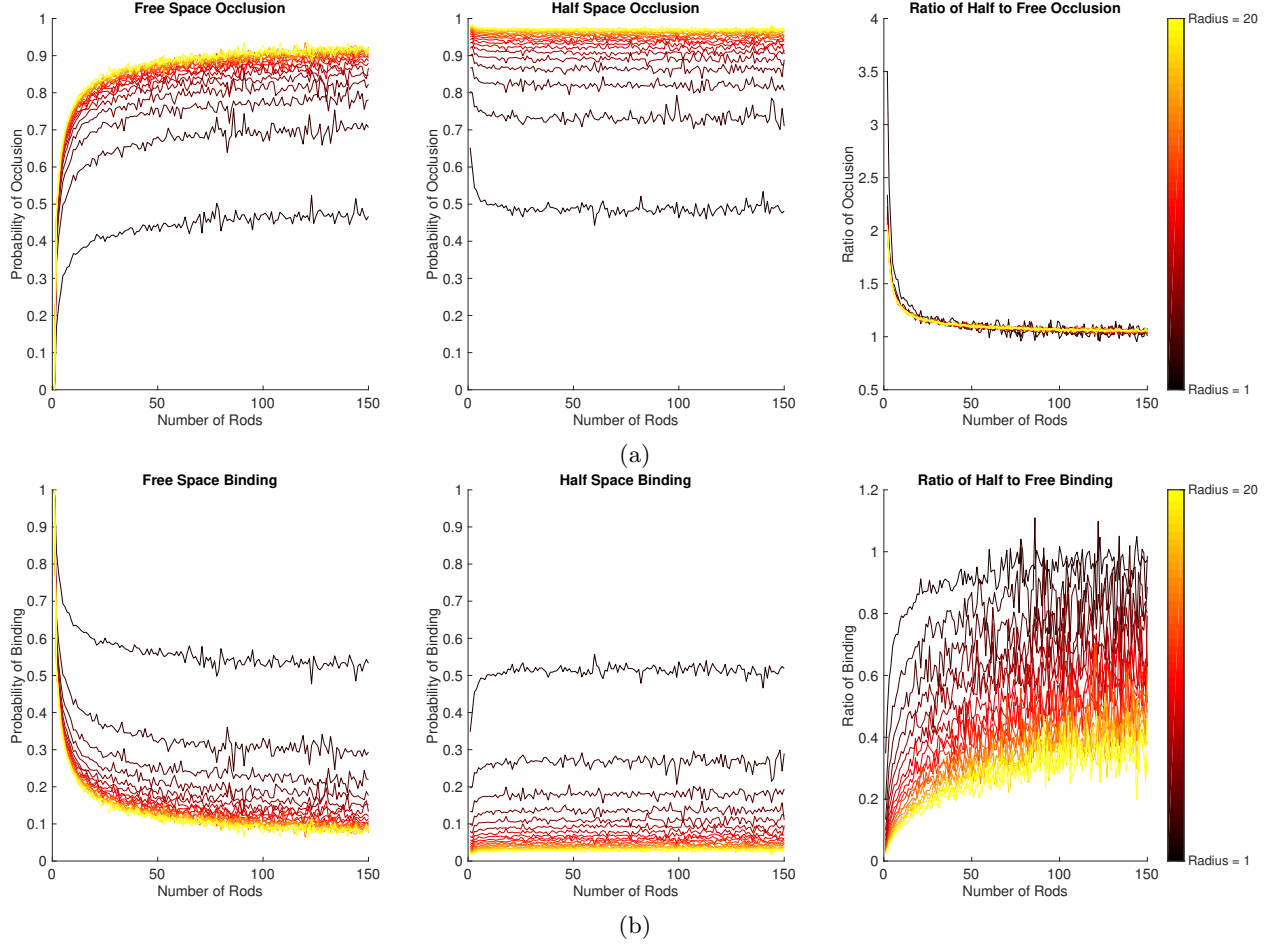 Free Space Occlusion
Half Space Occlusion
Ratio of Half to Free Occlusion
1
0.9
0.8
0.7
0.6
0.5
0.4
0.3
0.2
0.1
0
Probability of Occlusion
0 50 100 150
Number of Rods
1
0.9
0.8
0.7
0.6
0.5
0.4
0.3
0.2
0.1
0
Probability of Occlusion
0 50 100 150
Number of Rods
4
3.5
3
2.5
2
1.5
1
0.5
Ratio of Occlusion
0 50 100 150
Number of Rods
Radius = 20
Radius = 1
(a)
Free Space Binding
Half Space Binding
Ratio of Half to Free Binding
1
0.9
0.8
0.7
0.6
0.5
0.4
0.3
0.2
0.1
0
Probability of Binding
0 50 100 150
Number of Rods
1
0.9
0.8
0.7
0.6
0.5
0.4
0.3
0.2
0.1
0
Probability of Binding
0 50 100 150
Number of Rods
1.2
1
0.8
0.6
0.4
0.2
0
Ratio of Binding
0 50 100 150
Number of Rods
Radius = 20
Radius = 1
(b)